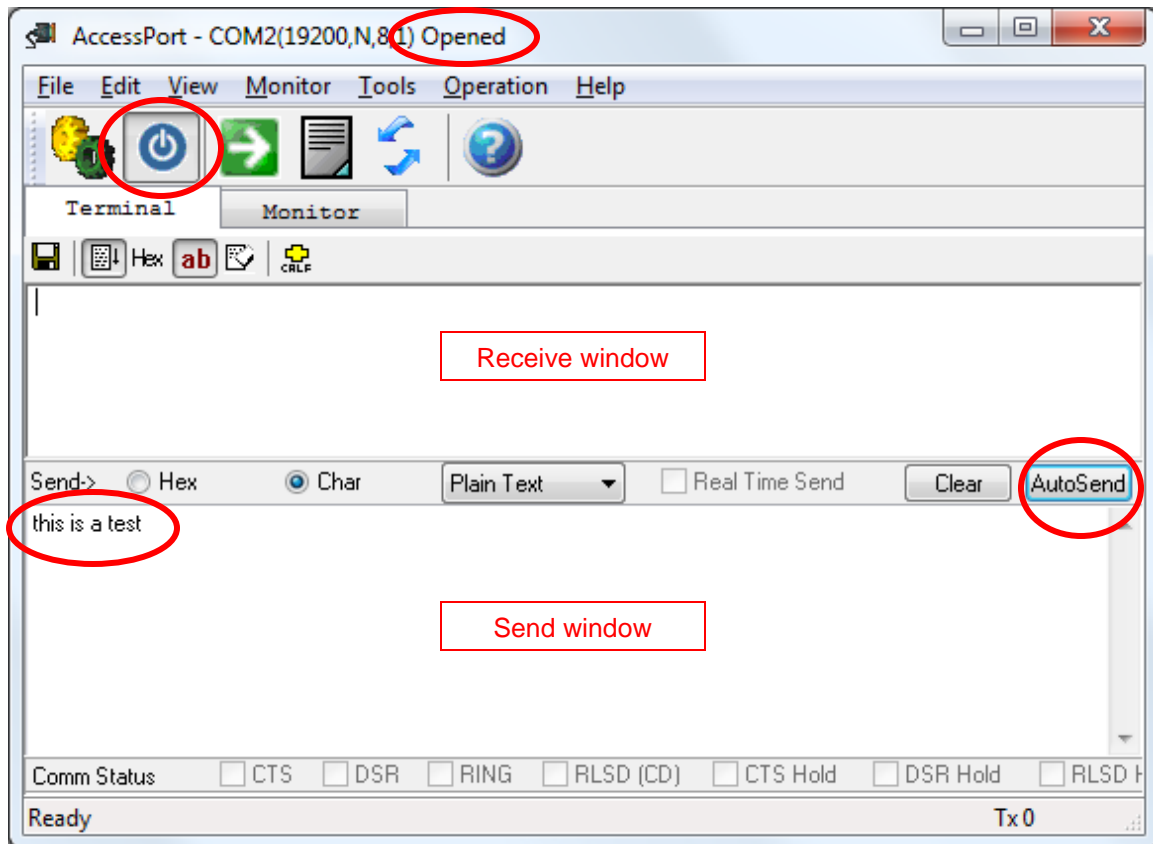 AccessPort - COM2(19200,N,8,1) Opened
File Edit View Monitor Tools Operation Help
Terminal Monitor
Hex ab CRLF
Receive window
Send-> Hex Char Plain Text Real Time Send Clear AutoSend
this is a test
Send window
Comm Status CTS DSR RING RLSD (CD) CTS Hold DSR Hold RLSD H
Ready Tx 0